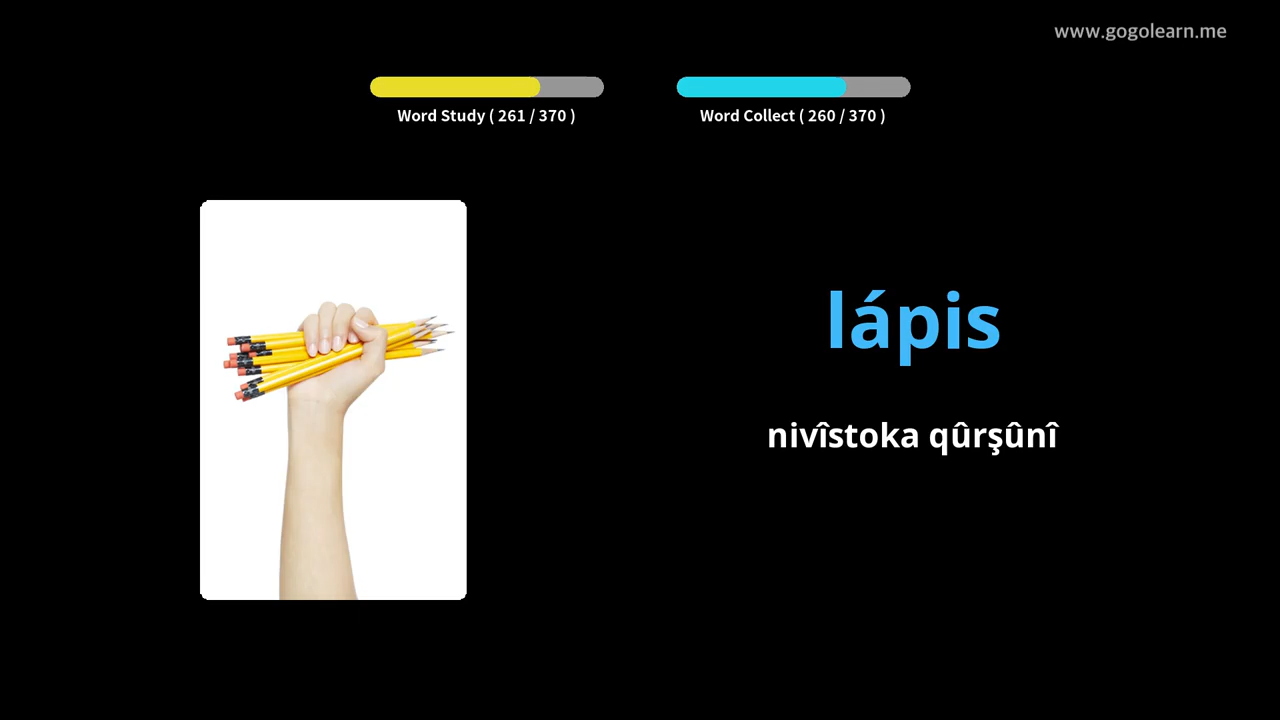 www.gogolearn.me
Word Study ( 261 / 370 )
Word Collect ( 260 / 370 )
lápis
nivîstoka qûrşûnî